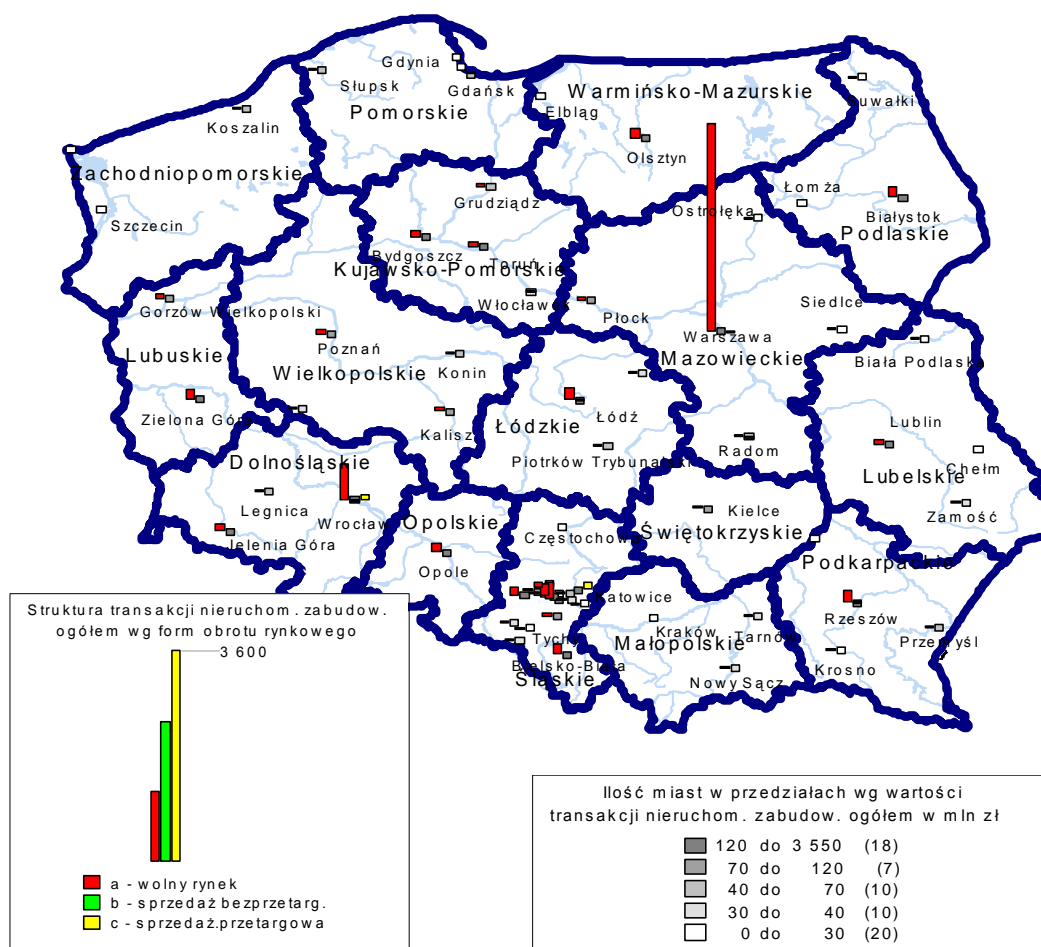 Gdynia
Słupsk
Gdańsk
Pomorskie
Koszalin
Warmińsko-Mazurskie
Elbląg
Olsztyn
Suwałki
Zachodniopomorskie
Szczecin
Grudziądz
Bydgoszcz
Toruń
Kujawsko-Pomorskie
Włocławek
Ostrołęka
Łomża
Białystok
Podlaskie
Gorzów Wielkopolski
Lubuskie
Zielona Góra
Poznań
Wielkopolskie
Konin
Kalisz
Płock
Warszawa
Mazowieckie
Siedlce
Biała Podlaska
Łódź
Łódzkie
Piotrków Trybunalski
Radom
Lublin
Lubelskie
Chełm
Zamość
Dolnośląskie
Legnica
Wrocław
Jelenia Góra
Opolskie
Opole
Częstochowa
Kielce
Świętokrzyskie
Katowice
Tychy
Bielsko-Biała
Śląskie
Kraków
Małopolskie
Tarnów
Nowy Sącz
Podkarpackie
Rzeszów
Przemyśl
Krosno
Struktura transakcji nieruchom. zabudow.
ogółem wg form obrotu rynkowego
3 600
a - wolny rynek
b - sprzedaż bezprzetarg.
c - sprzedaż.przetargowa
Ilość miast w przedziałach wg wartości
transakcji nieruchom. zabudow. ogółem w mln zł
120 do 3 550 (18)
70 do 120 (7)
40 do 70 (10)
30 do 40 (10)
0 do 30 (20)